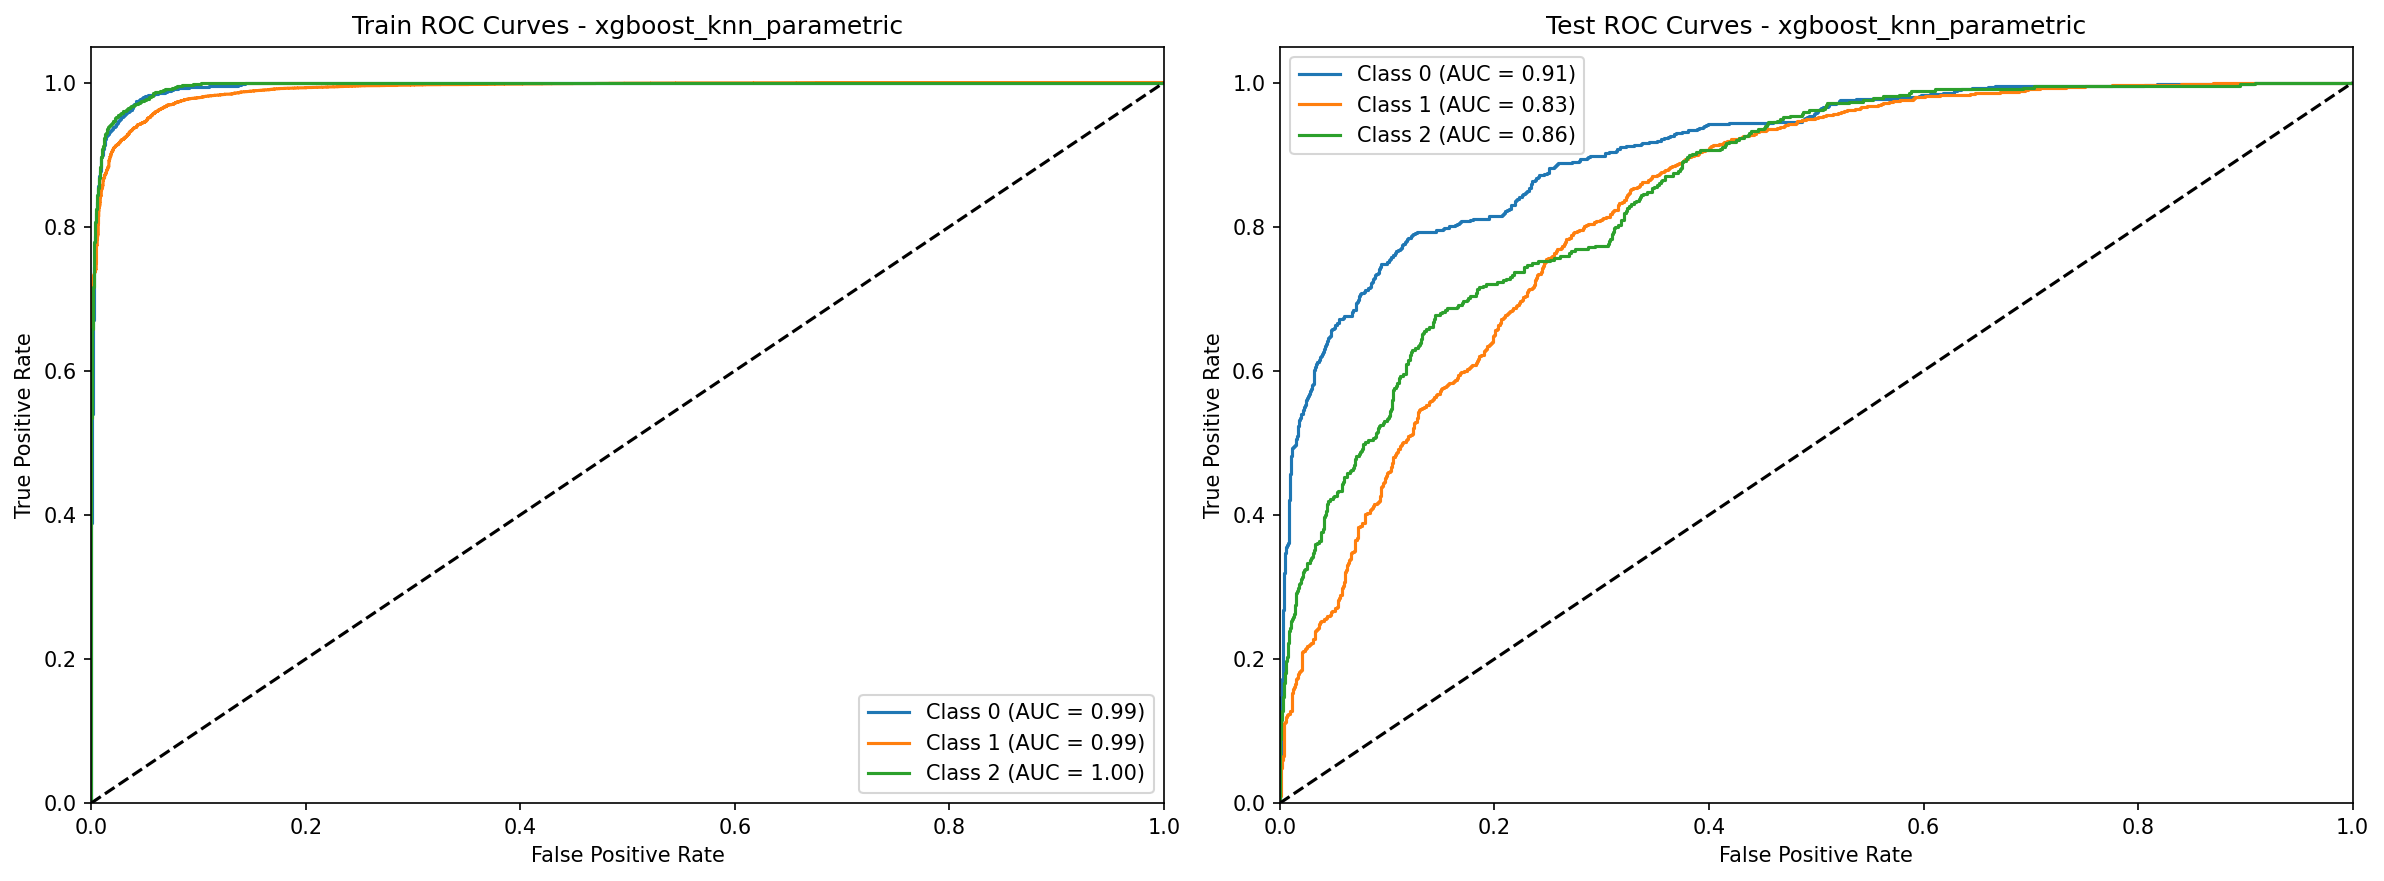 Train ROC Curves - xgboost_knn_parametric
True Positive Rate
1.0
0.8
0.6
0.4
0.2
0.0
Class 0 (AUC = 0.99)
Class 1 (AUC = 0.99)
Class 2 (AUC = 1.00)
0.0 0.2 0.4 0.6 0.8 1.0
False Positive Rate
Test ROC Curves - xgboost_knn_parametric
True Positive Rate
1.0
0.8
0.6
0.4
0.2
0.0
Class 0 (AUC = 0.91)
Class 1 (AUC = 0.83)
Class 2 (AUC = 0.86)
0.0 0.2 0.4 0.6 0.8 1.0
False Positive Rate